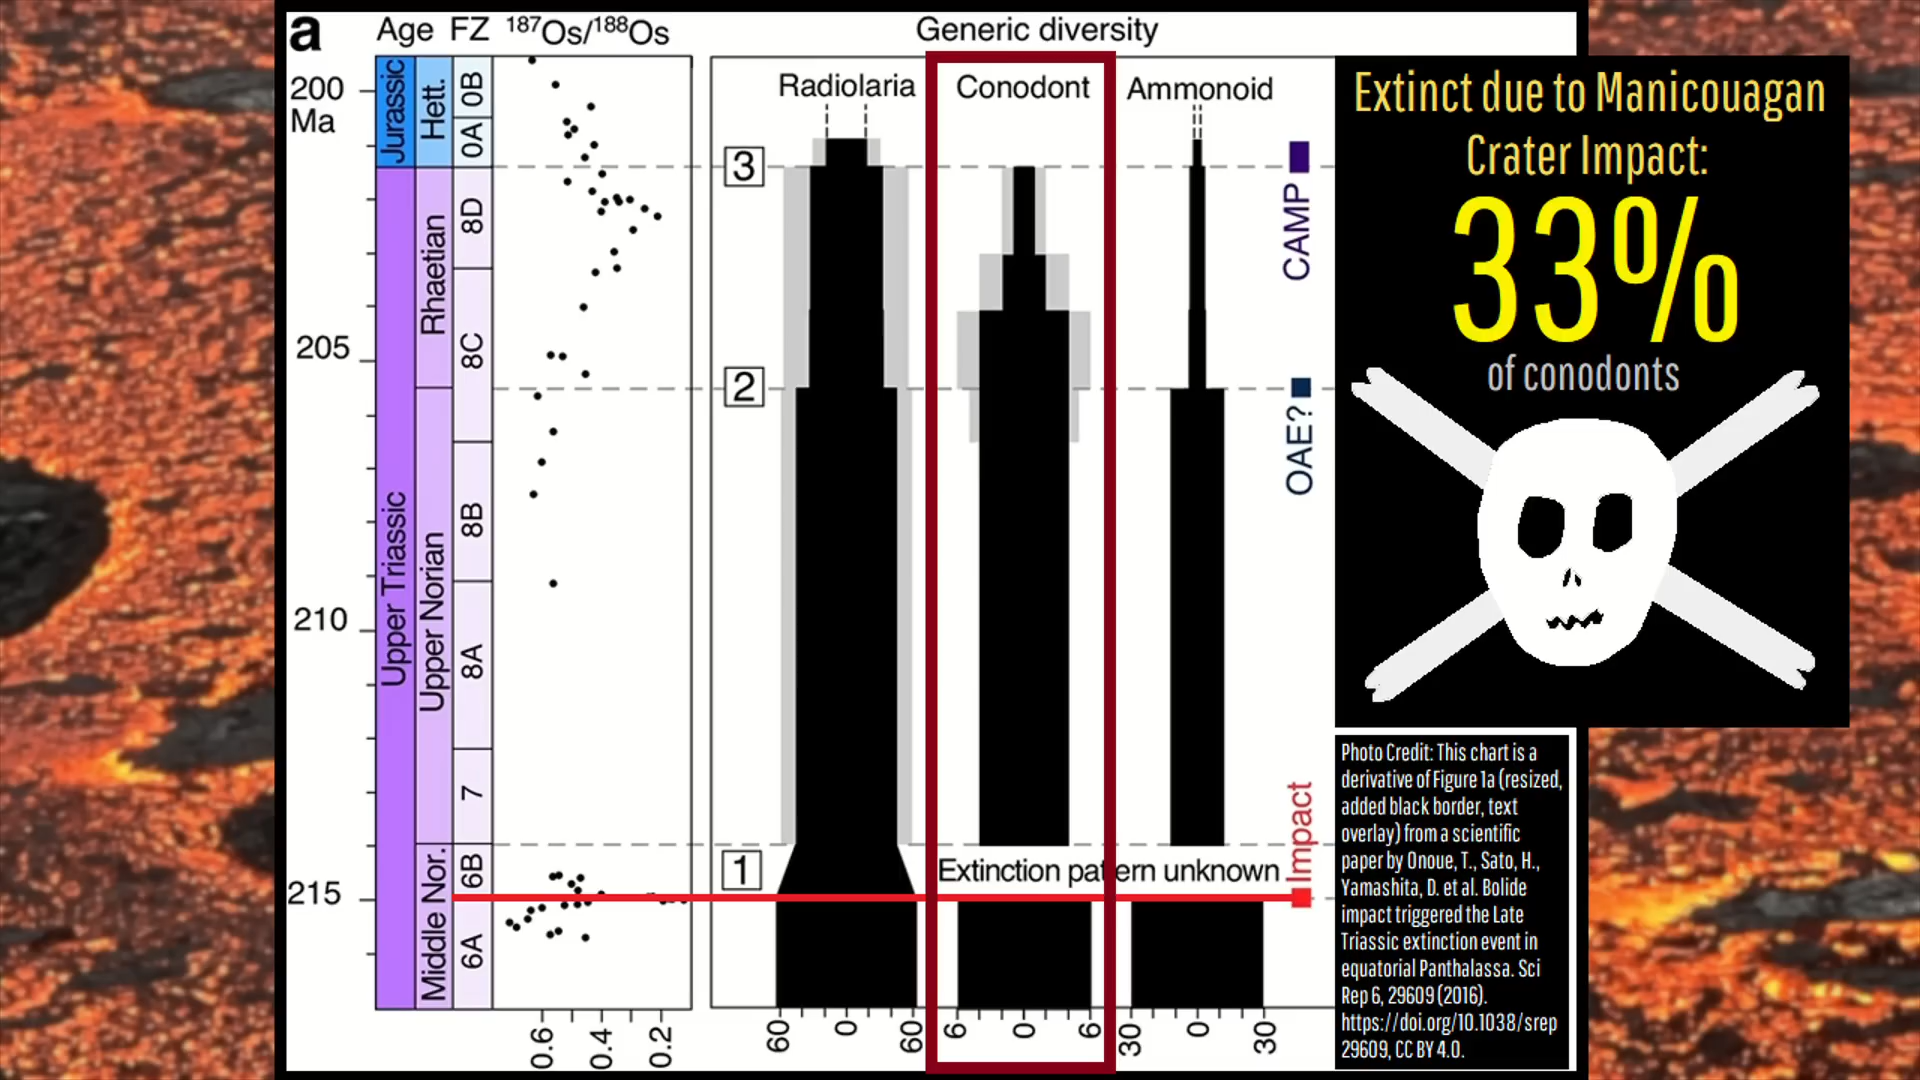 a Age FZ ¹⁸⁷Os/¹⁸⁸Os Generic diversity
Radiolaria Conodont Ammonoid
200
Ma
205
210
215
Jurassic
Upper Triassic
Hett.
Rhaetian
Upper Norian
Middle Nor.
0B
0A
8D
8C
8B
8A
7
6B
6A
3
2
1
Extinction pattern unknown
CAMP
OAE?
Impact
0.6 0.4 0.2
60 0 60
6 0 6
30 0 30
Extinct due to Manicouagan
Crater Impact:
33%
of conodonts
Photo Credit: This chart is a
derivative of Figure 1a (resized,
added black border, text
overlay) from a scientific
paper by Onoue, T., Sato, H.,
Yamashita, D. et al. Bolide
impact triggered the Late
Triassic extinction event in
equatorial Panthalassa. Sci
Rep 6, 29609 (2016).
https://doi.org/10.1038/srep
29609, CC BY 4.0.